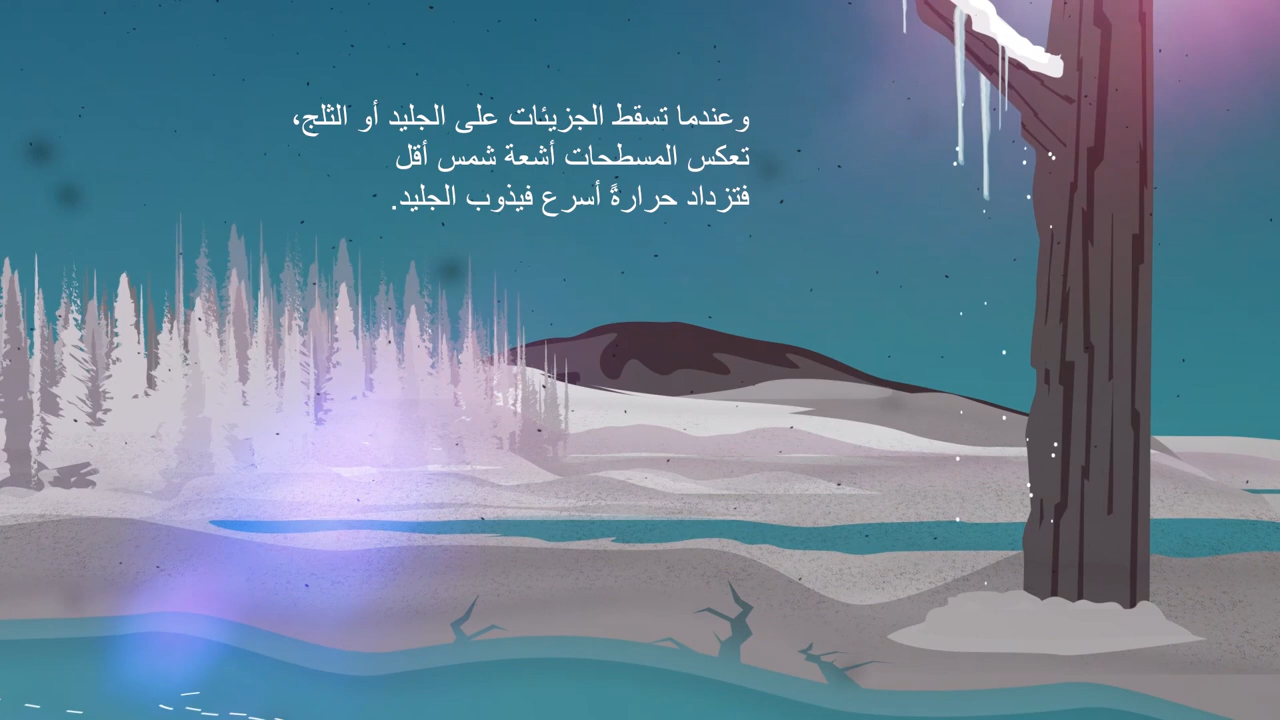 وعندما تسقط الجزيئات على الجليد أو الثلج،
تعكس المسطحات أشعة شمس أقل
فتزداد حرارةً أسرع فيذوب الجليد.